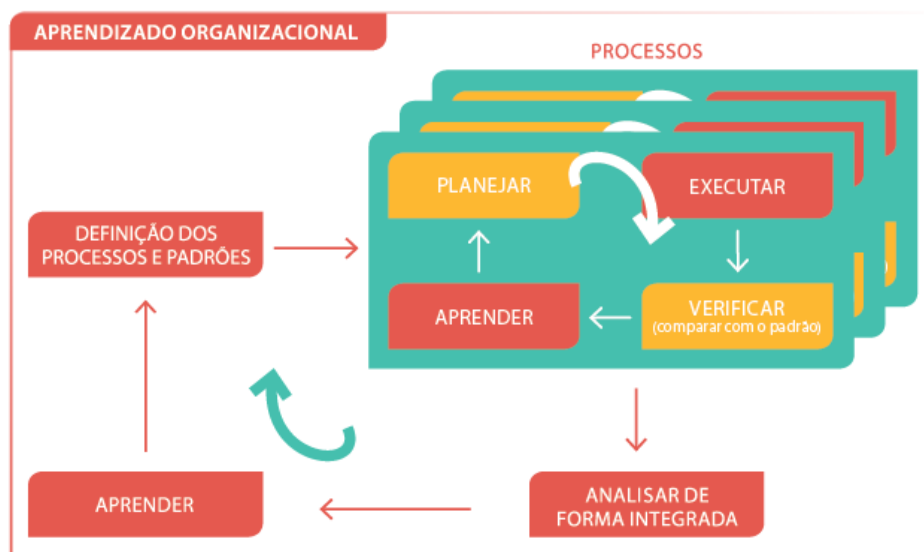 APRENDIZADO ORGANIZACIONAL
PROCESSOS
PLANEJAR
EXECUTAR
DEFINIÇÃO DOS
PROCESSOS E PADRÕES
APRENDER
VERIFICAR
(comparar com o padrão)
APRENDER
ANALISAR DE
FORMA INTEGRADA